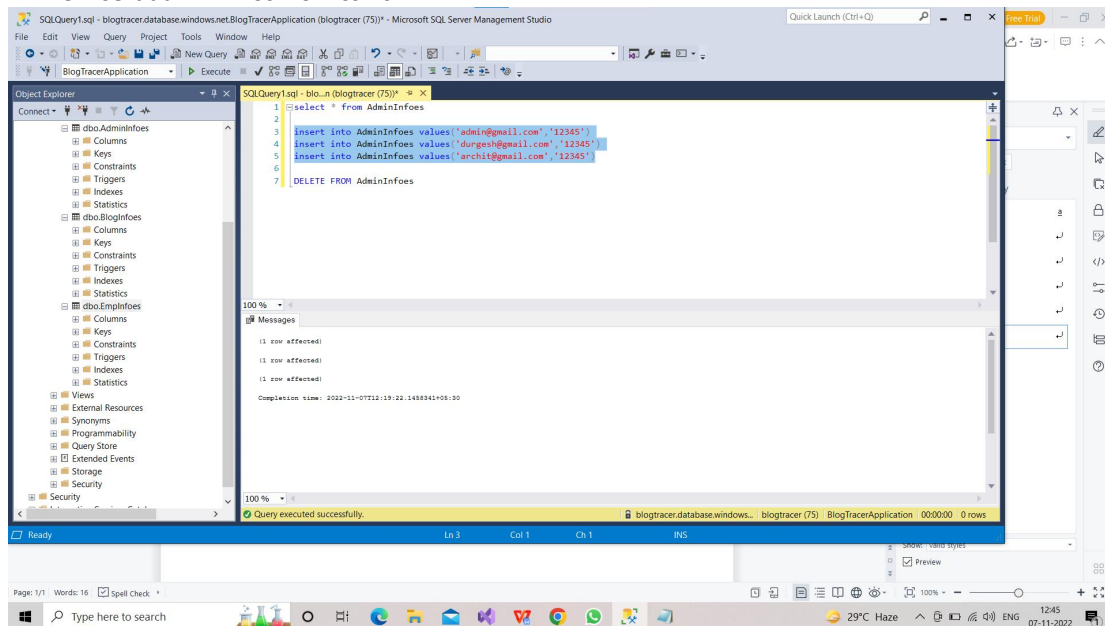 SQLQuery1.sql - blogtracer.database.windows.net.BlogTracerApplication (blogtracer (75))* - Microsoft SQL Server Management Studio
Quick Launch (Ctrl+Q)
Free Trial
File Edit View Query Project Tools Window Help
New Query
BlogTracerApplication
Execute
Object Explorer
SQLQuery1.sql - blo...n (blogtracer (75))*
Connect
1 select * from AdminInfoes
2
3 insert into AdminInfoes values('admin@gmail.com','12345')
4 insert into AdminInfoes values('durgesh@gmail.com','12345')
5 insert into AdminInfoes values('archit@gmail.com','12345')
6
7 DELETE FROM AdminInfoes
dbo.AdminInfoes
Columns
Keys
Constraints
Triggers
Indexes
Statistics
dbo.BlogInfoes
Columns
Keys
Constraints
Triggers
Indexes
Statistics
dbo.EmpInfoes
Columns
Keys
Constraints
Triggers
Indexes
Statistics
Views
External Resources
Synonyms
Programmability
Query Store
Extended Events
Storage
Security
Security
100 %
Messages
(1 row affected)
(1 row affected)
(1 row affected)
Completion time: 2022-11-07T12:19:22.1458341+05:30
100 %
Query executed successfully.
blogtracer.database.windows... blogtracer (75) BlogTracerApplication 00:00:00 0 rows
Ready
Ln 3 Col 1 Ch 1 INS
Show: Valid styles
Preview
Page: 1/1 Words: 16 Spell Check
100%
Type here to search
29°C Haze
ENG
12:45
07-11-2022